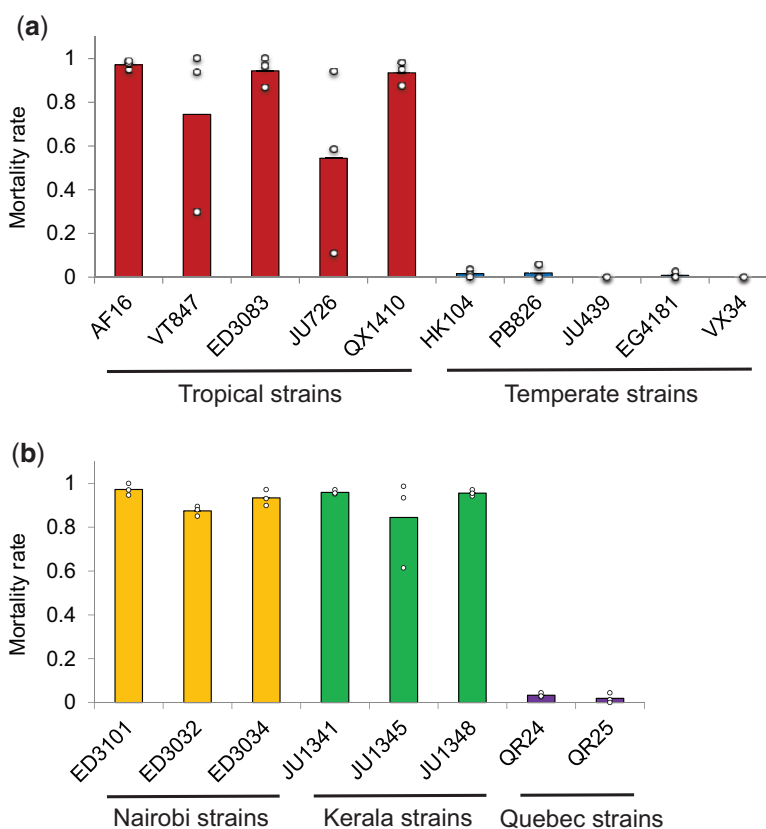 (a)
Mortality rate
1
0.8
0.6
0.4
0.2
0
AF16 VT847 ED3083 JU726 QX1410 HK104 PB826 JU439 EG4181 VX34
Tropical strains Temperate strains
(b)
Mortality rate
1
0.8
0.6
0.4
0.2
0
ED3101 ED3032 ED3034 JU1341 JU1345 JU1348 QR24 QR25
Nairobi strains Kerala strains Quebec strains